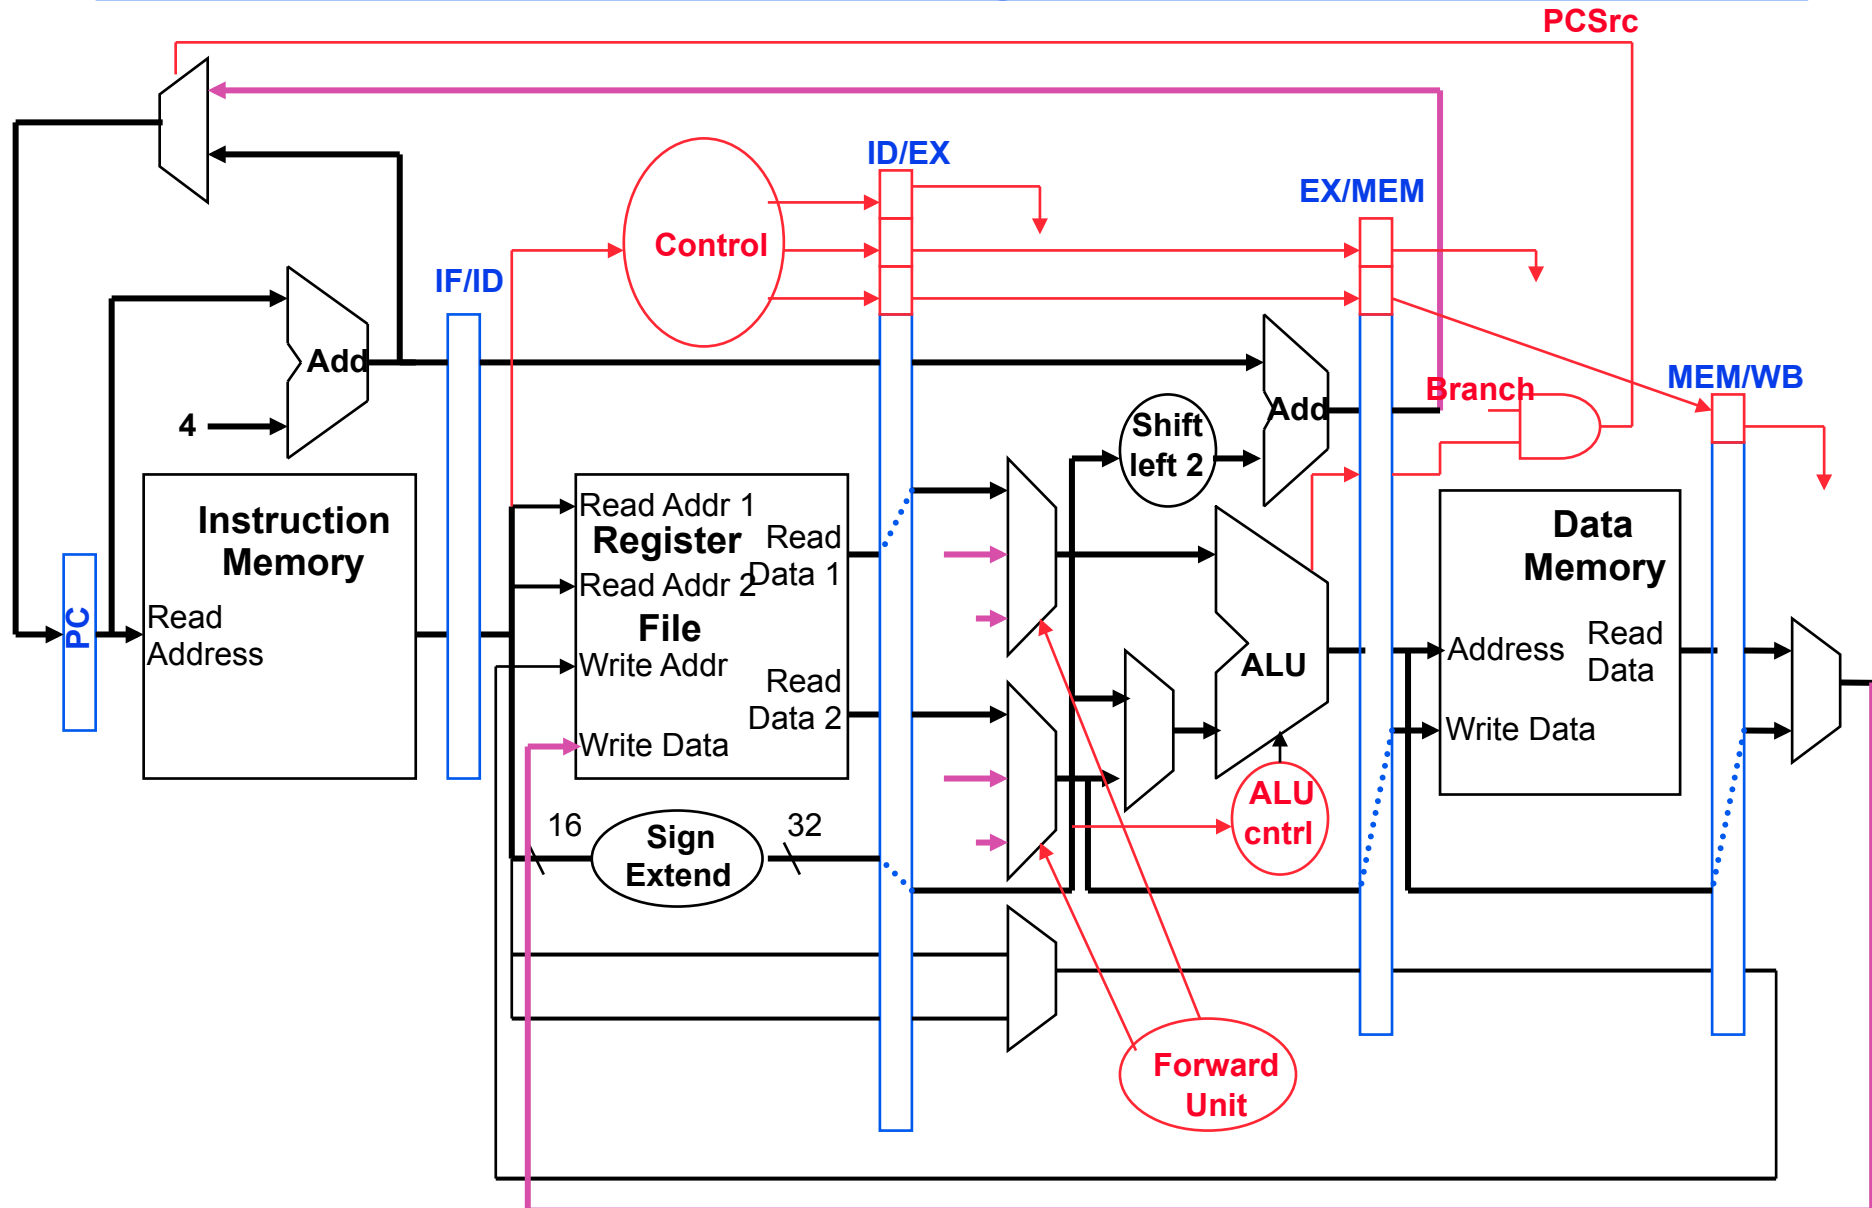 PCSrc
ID/EX
EX/MEM
Control
IF/ID
Add
MEM/WB
Branch
Add
4
Shift
left 2
Instruction
Memory
Read Addr 1
Register
Read
Data 1
Read Addr 2
File
Data
Memory
PC
Read
Address
Write Addr
Read
Data 2
Write Data
ALU
Address
Read
Data
Write Data
16
Sign
Extend
32
ALU
cntrl
Forward
Unit